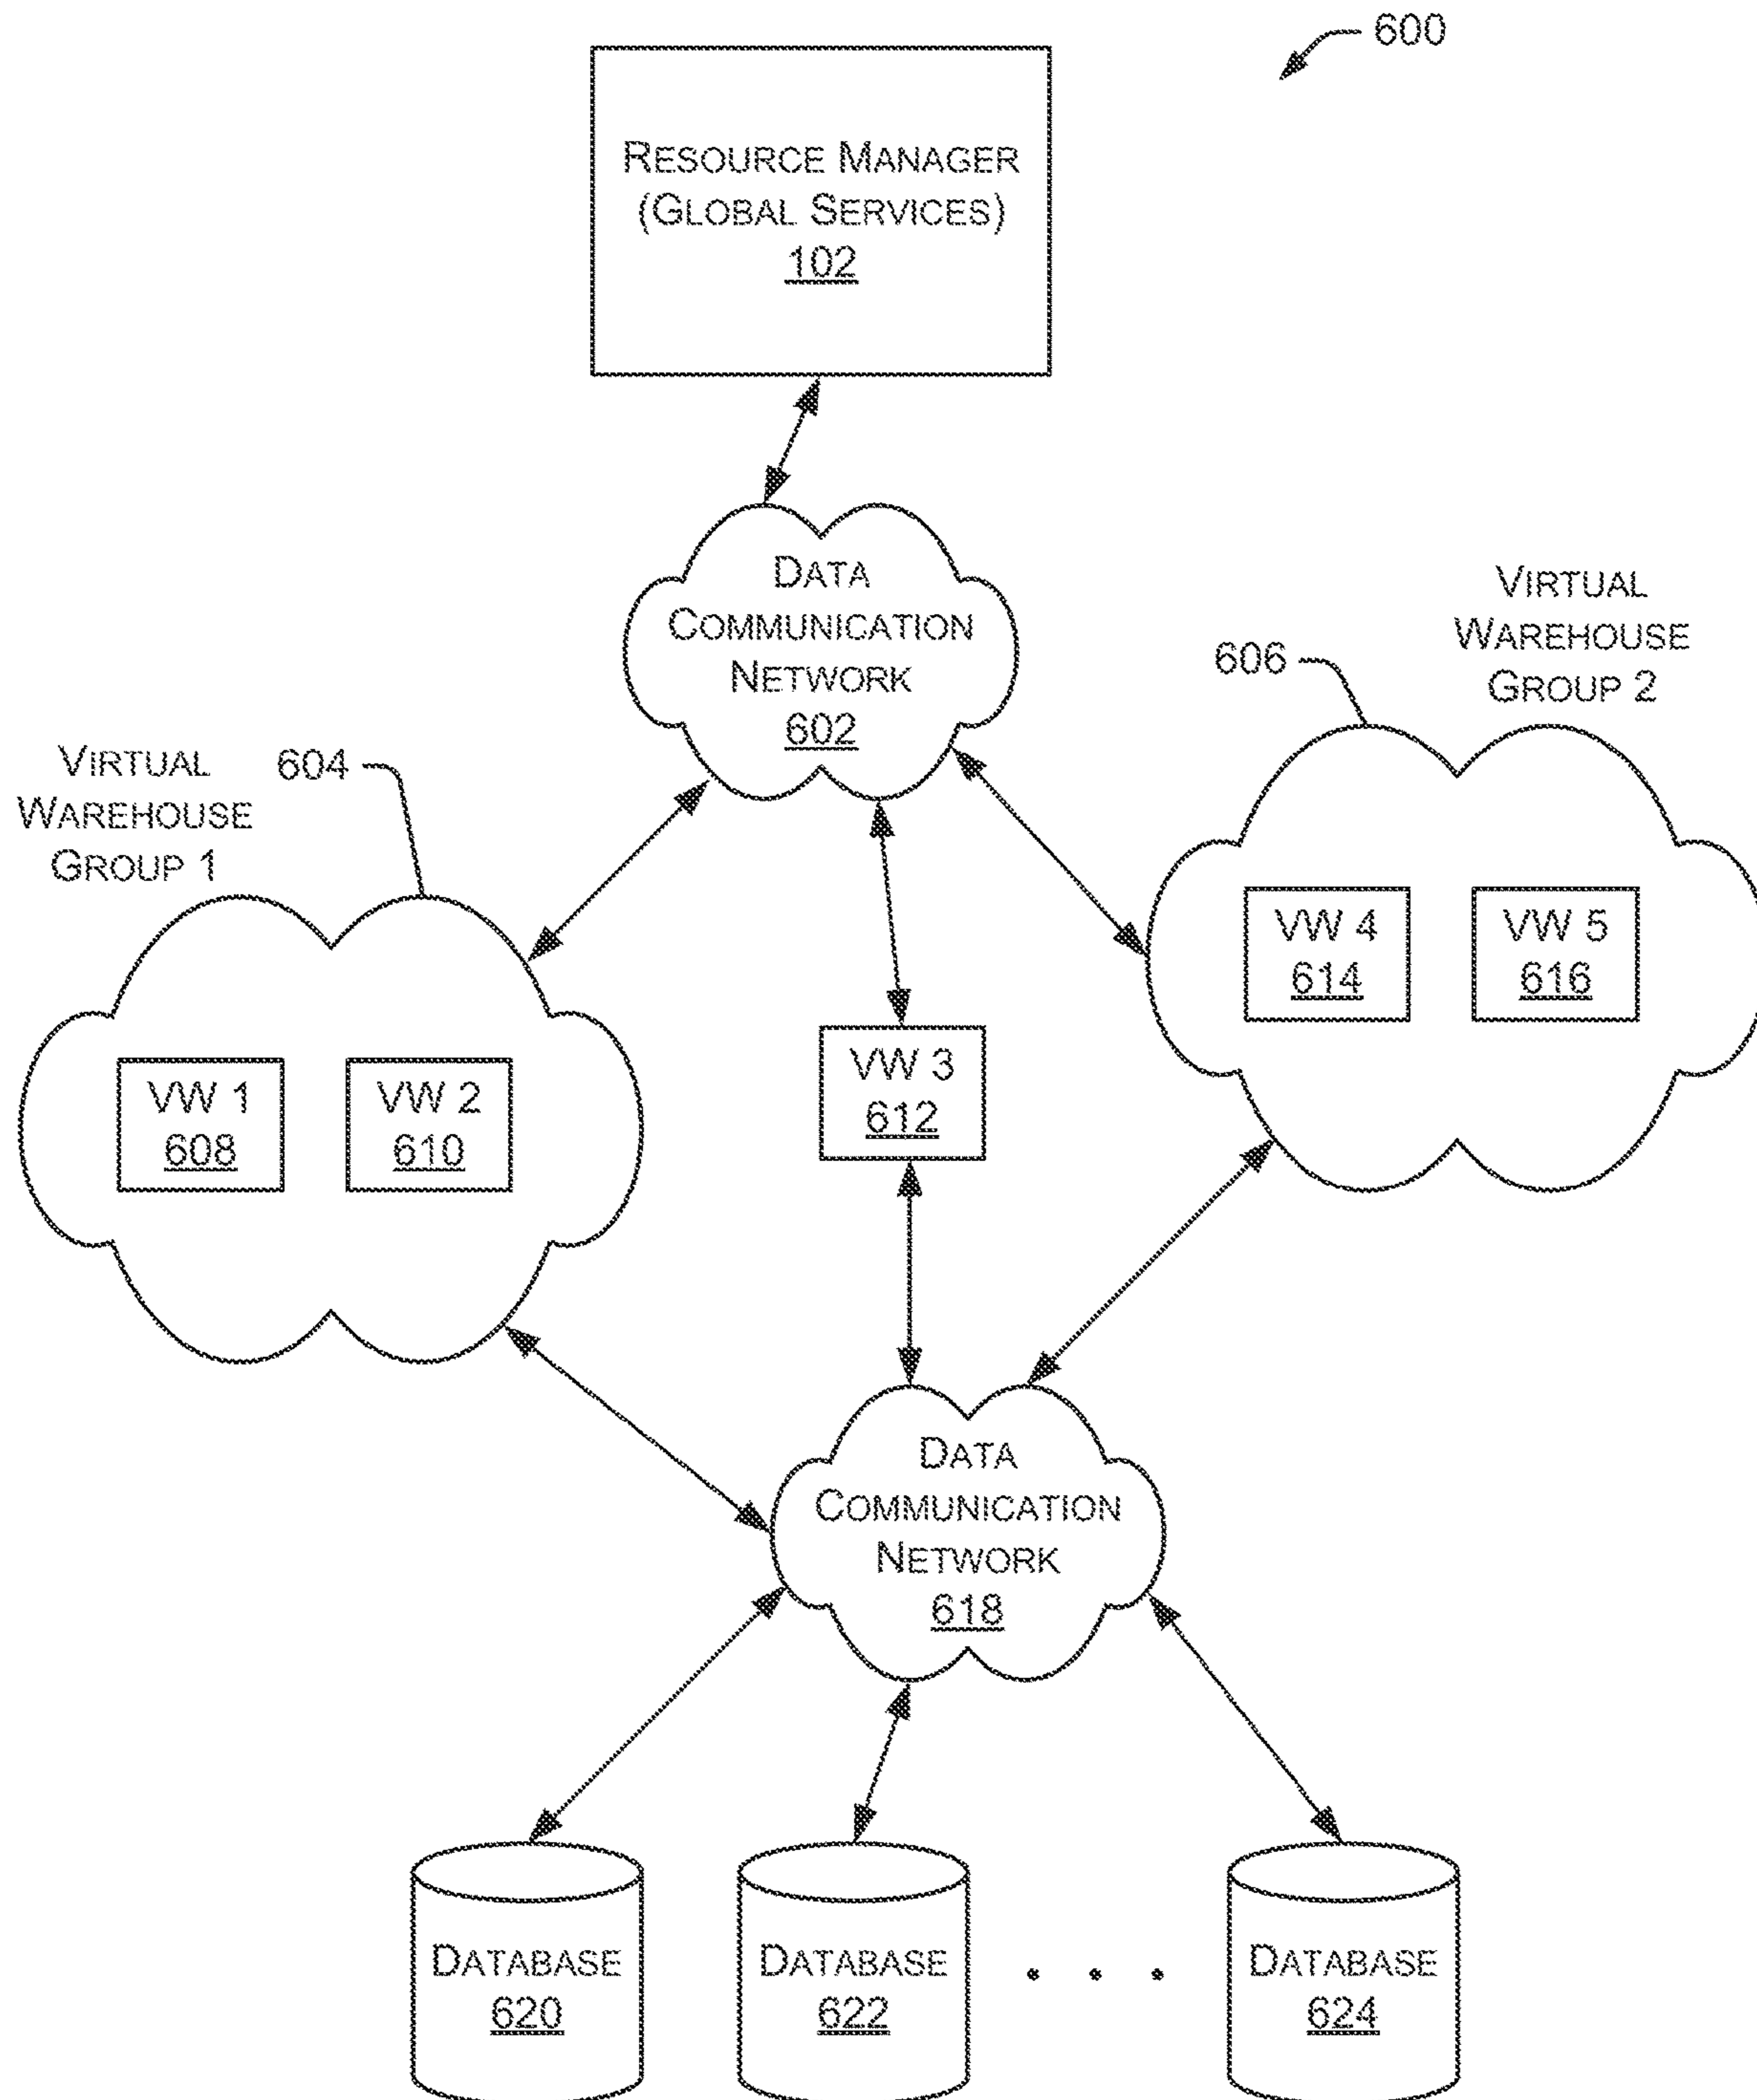 600
RESOURCE MANAGER
(GLOBAL SERVICES)
102
DATA
COMMUNICATION
NETWORK
602
VIRTUAL
WAREHOUSE
GROUP 2
606
VIRTUAL
WAREHOUSE
GROUP 1
604
VW 4
614
VW 5
616
VW 3
612
VW 1
608
VW 2
610
DATA
COMMUNICATION
NETWORK
618
DATABASE
620
DATABASE
622
. . .
DATABASE
624